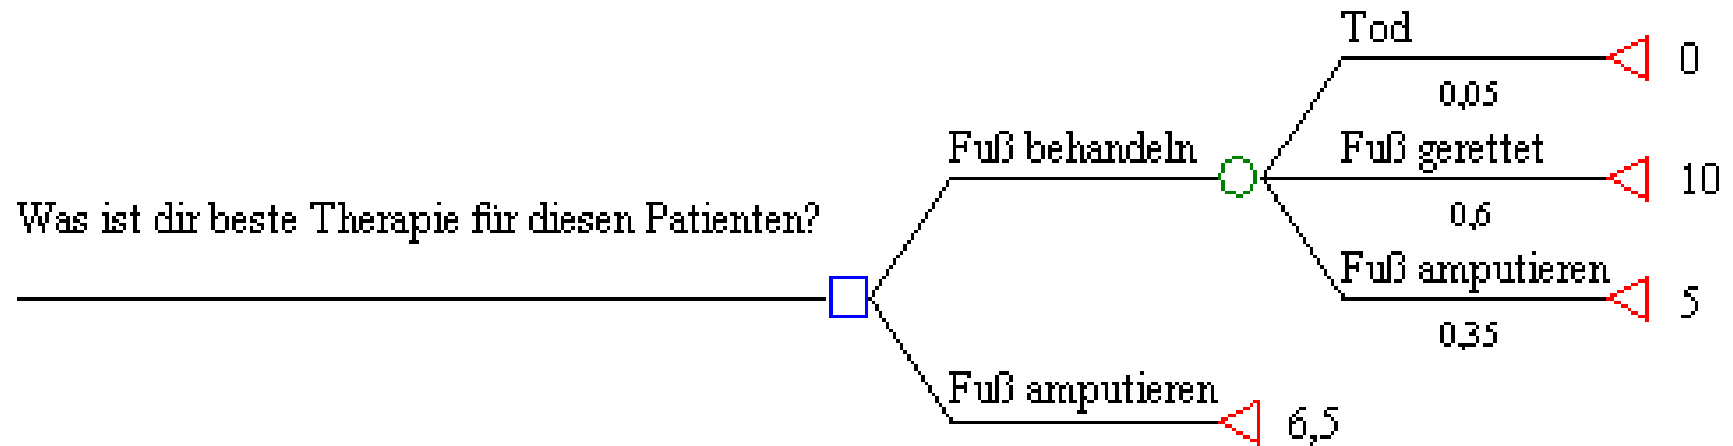 Tod
0
0,05
Fuß behandeln
Fuß gerettet
10
0,6
Was ist dir beste Therapie für diesen Patienten?
Fuß amputieren
5
0,35
Fuß amputieren
6,5